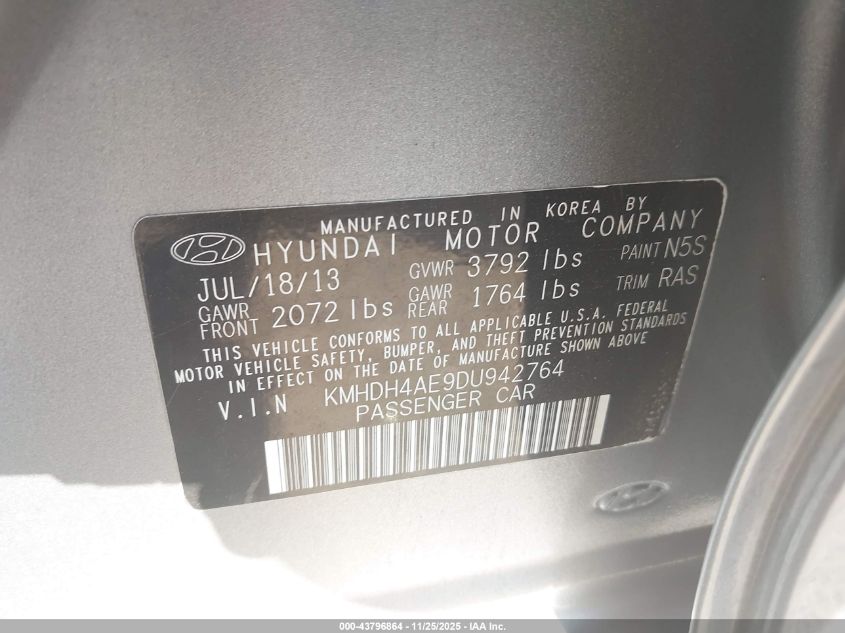 MANUFACTURED IN KOREA BY
HYUNDAI MOTOR COMPANY
JUL/18/13 GVWR 3792 lbs PAINT N5S
GAWR FRONT 2072 lbs GAWR REAR 1764 lbs TRIM RAS
THIS VEHICLE CONFORMS TO ALL APPLICABLE U.S.A. FEDERAL
MOTOR VEHICLE SAFETY, BUMPER, AND THEFT PREVENTION STANDARDS
IN EFFECT ON THE DATE OF MANUFACTURE SHOWN ABOVE
V.I.N KMHDH4AE9DU942764
PASSENGER CAR
000-43796864 - 11/25/2025 - IAA Inc.